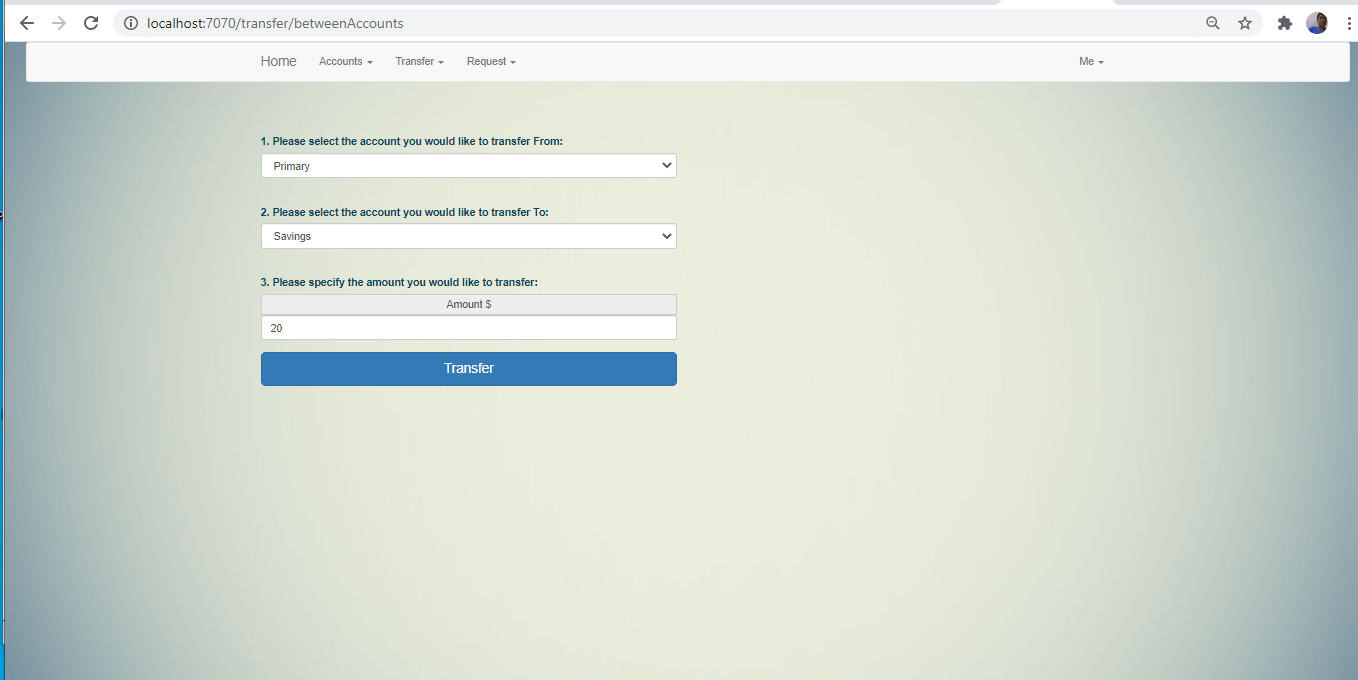 localhost:7070/transfer/betweenAccounts
Home Accounts Transfer Request Me
1. Please select the account you would like to transfer From:
Primary
2. Please select the account you would like to transfer To:
Savings
3. Please specify the amount you would like to transfer:
Amount $
20
Transfer